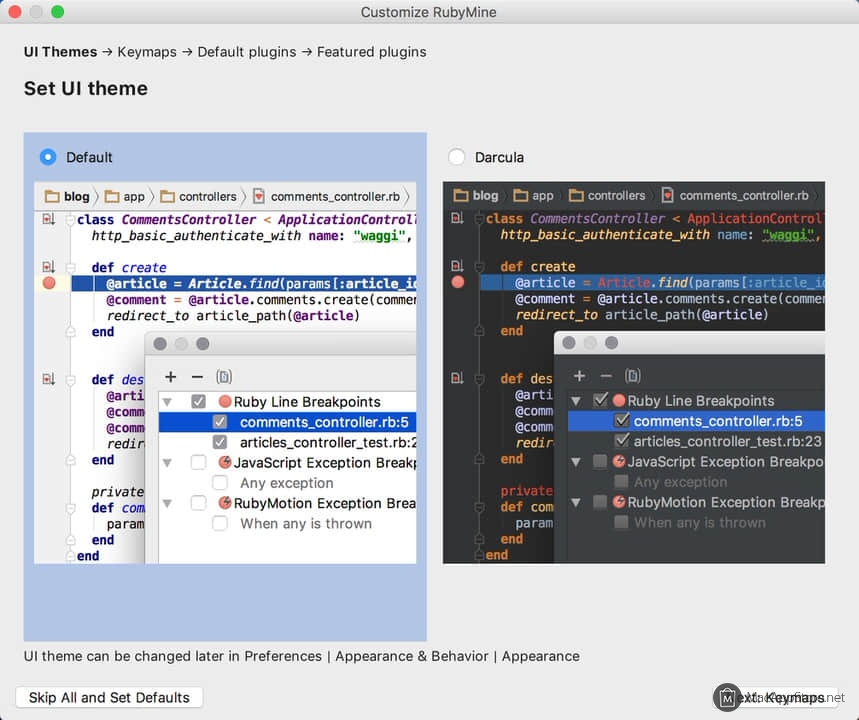 Customize RubyMine
UI Themes → Keymaps → Default plugins → Featured plugins
Set UI theme
Default
blog app controllers comments_controller.rb
class CommentsController < ApplicationControl
http_basic_authenticate_with name: "waggi",
def create
@article = Article.find(params[:article_id
@comment = @article.comments.create(commen
redirect_to article_path(@article)
end
def des
@arti
@comm
@comm
redir
end
private
def com
param
end
end
+ −
Ruby Line Breakpoints
comments_controller.rb:5
articles_controller_test.rb:2
JavaScript Exception Breakp
Any exception
RubyMotion Exception Brea
When any is thrown
Darcula
blog app controllers comments_controller.rb
class CommentsController < ApplicationControl
http_basic_authenticate_with name: "waggi",
def create
@article = Article.find(params[:article_id
@comment = @article.comments.create(commen
redirect_to article_path(@article)
end
def des
@arti
@comm
@comm
redir
end
private
def com
param
end
end
+ −
Ruby Line Breakpoints
comments_controller.rb:5
articles_controller_test.rb:23
JavaScript Exception Breakpo
Any exception
RubyMotion Exception Breakp
When any is thrown
UI theme can be changed later in Preferences | Appearance & Behavior | Appearance
Skip All and Set Defaults
Keymaps